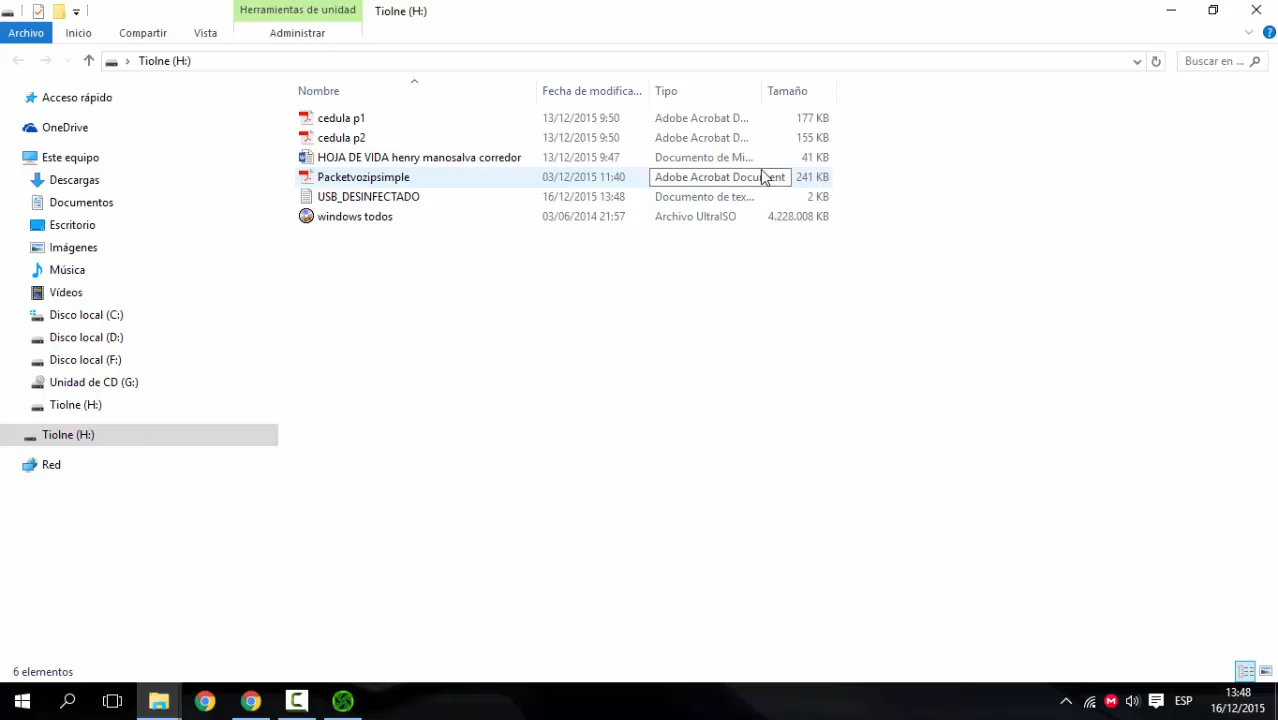 Herramientas de unidad
TioIne (H:)
Archivo
Inicio
Compartir
Vista
Administrar
TioIne (H:)
Buscar en ...
Nombre
Fecha de modifica...
Tipo
Tamaño
cedula p1
13/12/2015 9:50
Adobe Acrobat D...
177 KB
cedula p2
13/12/2015 9:50
Adobe Acrobat D...
155 KB
HOJA DE VIDA henry manosalva corredor
13/12/2015 9:47
Documento de Mi...
41 KB
Packetvozipsimple
03/12/2015 11:40
Adobe Acrobat Document
241 KB
USB_DESINFECTADO
16/12/2015 13:48
Documento de tex...
2 KB
windows todos
03/06/2014 21:57
Archivo UltraISO
4.228.008 KB
Acceso rápido
OneDrive
Este equipo
Descargas
Documentos
Escritorio
Imágenes
Música
Vídeos
Disco local (C:)
Disco local (D:)
Disco local (F:)
Unidad de CD (G:)
TioIne (H:)
TioIne (H:)
Red
6 elementos
ESP
13:48
16/12/2015